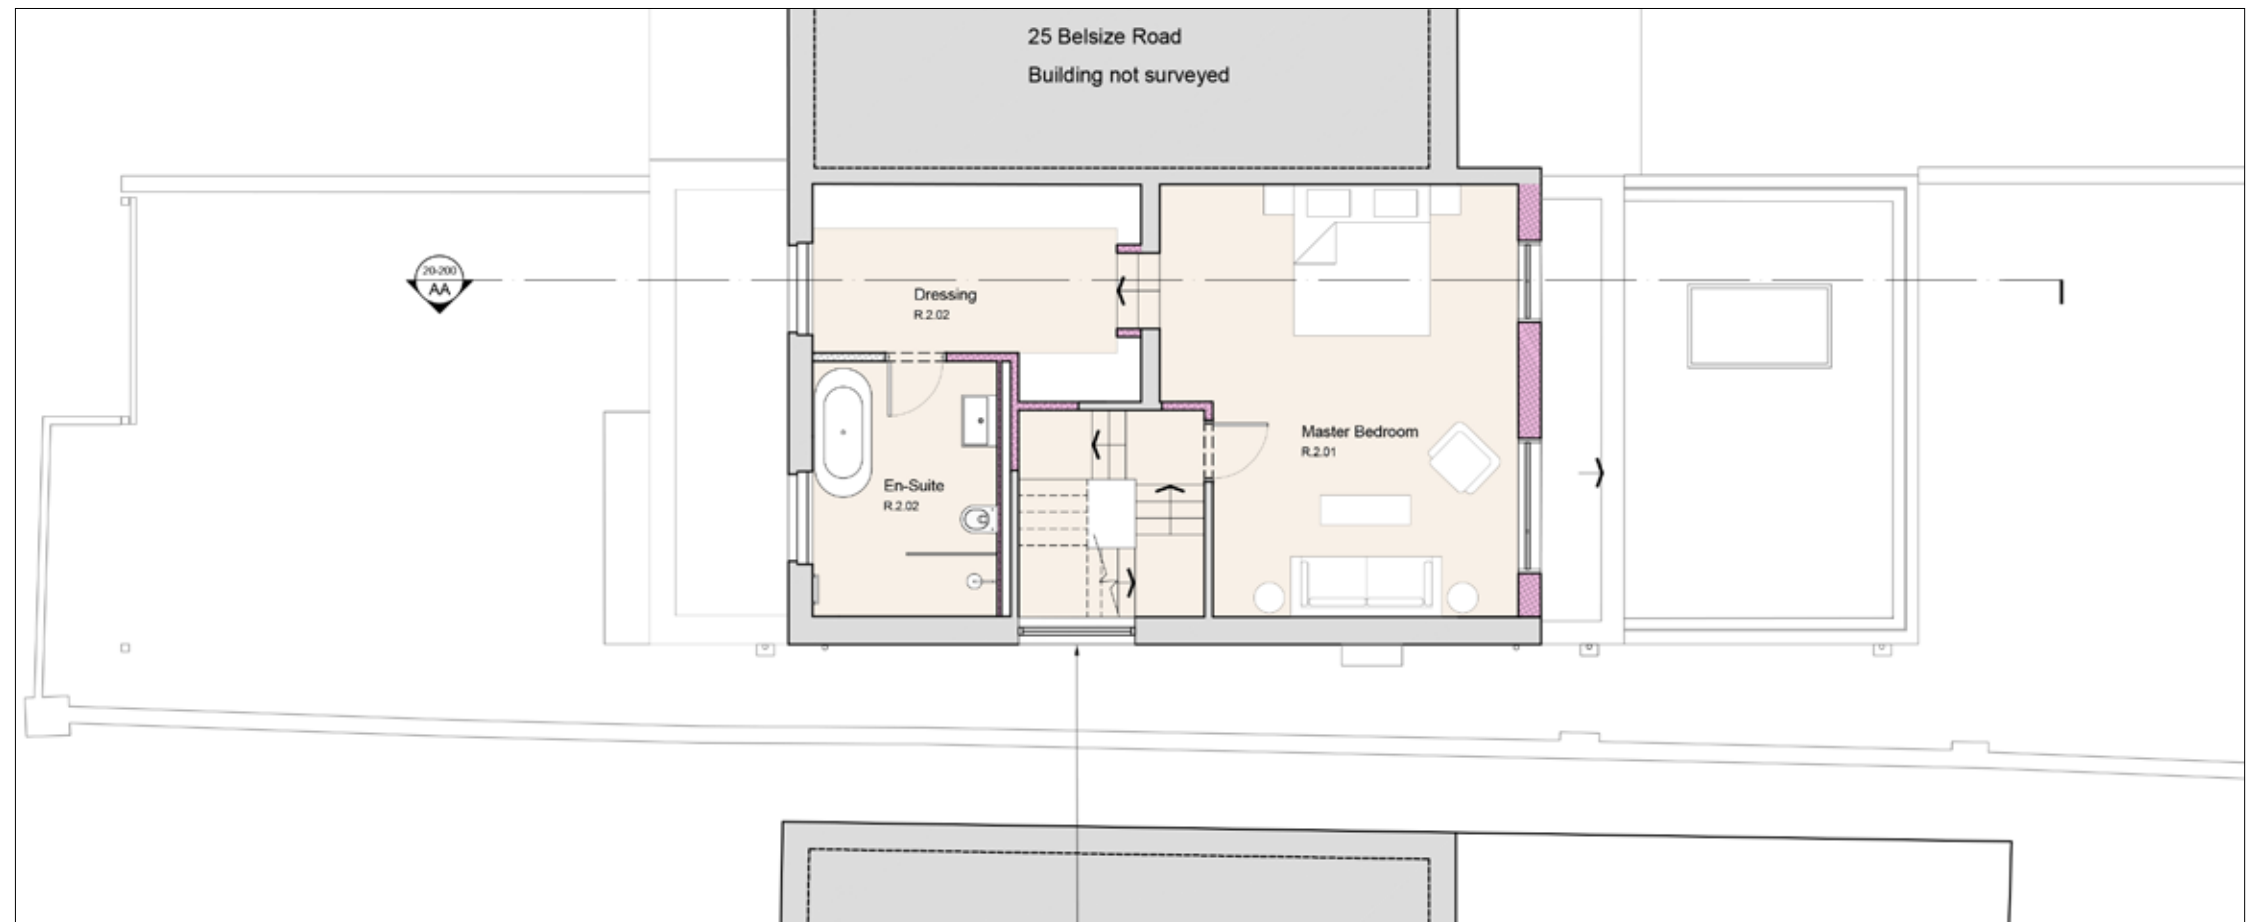 25 Belsize Road
Building not surveyed
20-200
AA
Dressing
R.2.02
Master Bedroom
R.2.01
En-Suite
R.2.02